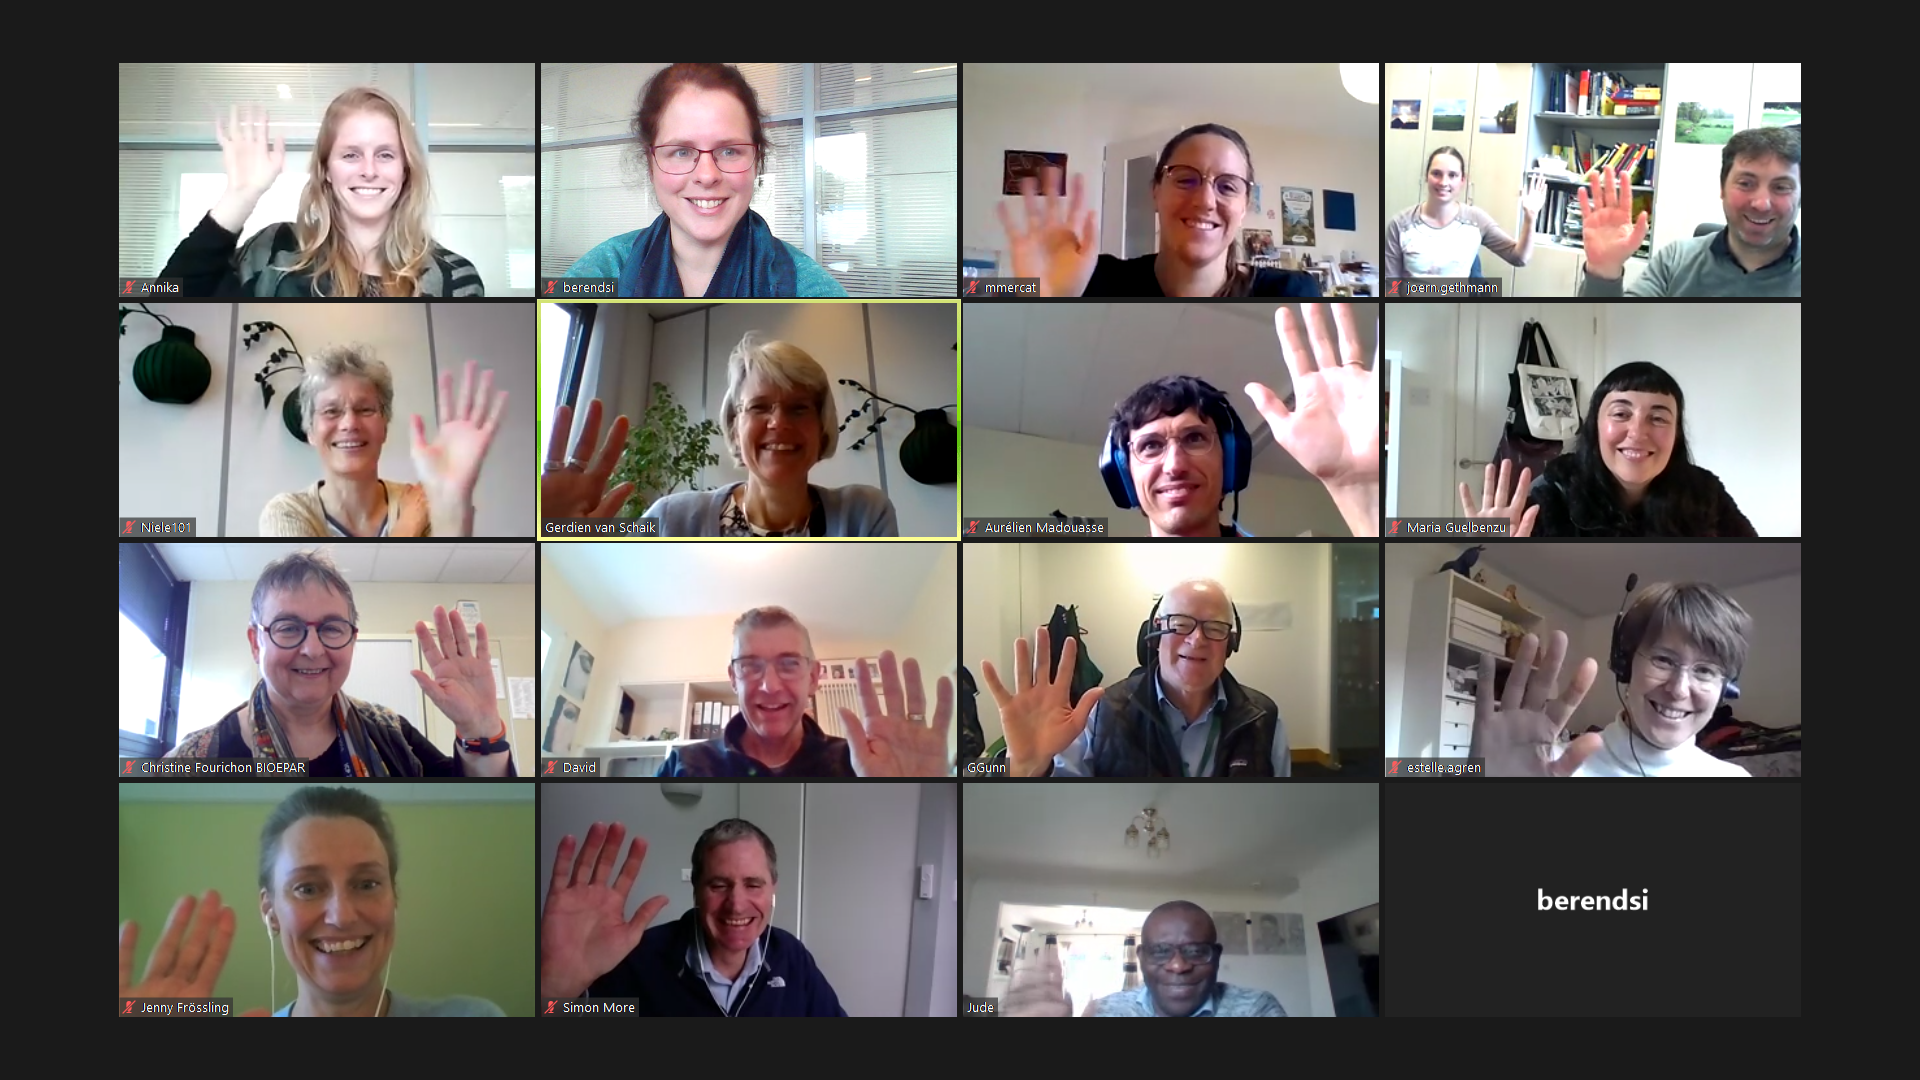 Annika
berendsi
mmercat
joern.gethmann
Niele101
Gerdien van Schaik
Aurélien Madouasse
Maria Guelbenzu
Christine Fourichon BIOEPAR
David
GGunn
estelle.agren
Jenny Frössling
Simon More
Jude
berendsi